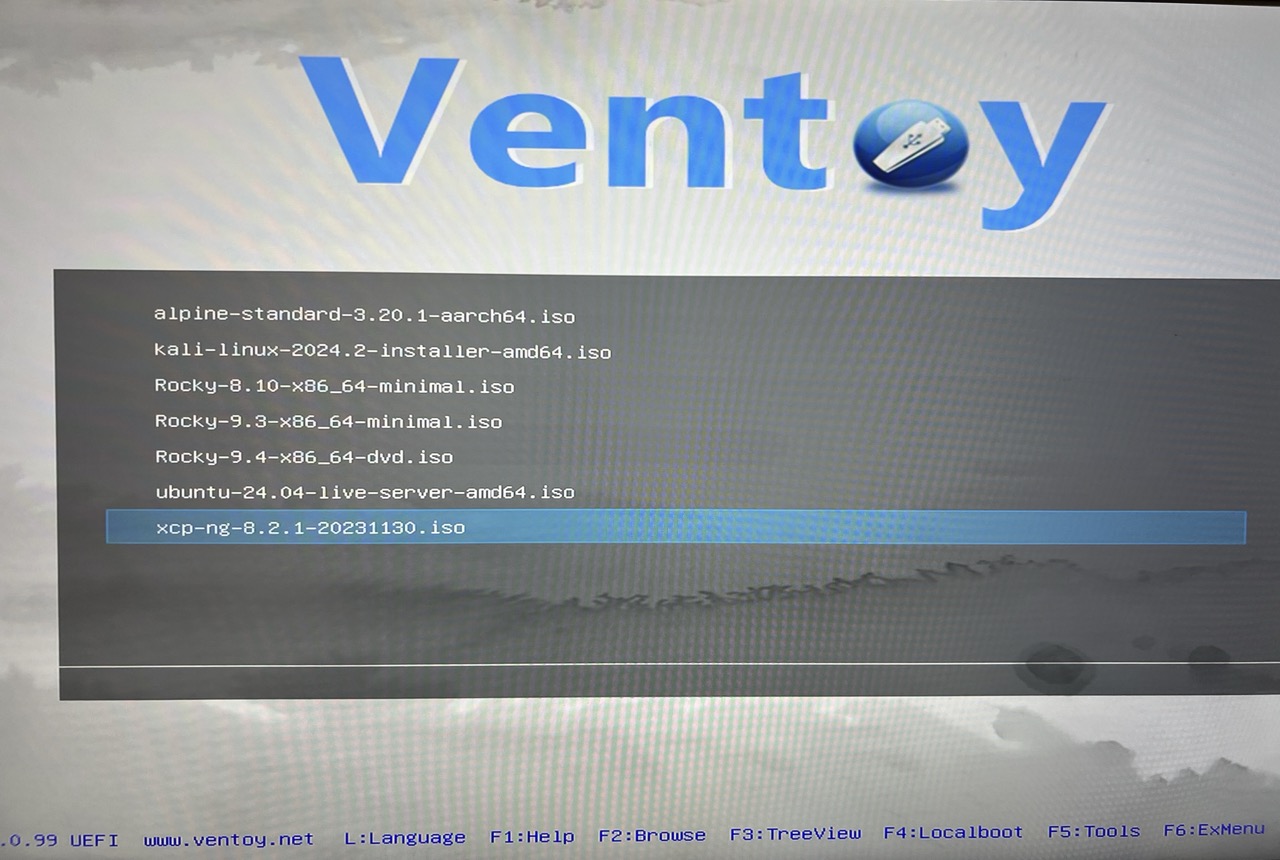 Ventoy
alpine-standard-3.20.1-aarch64.iso
kali-linux-2024.2-installer-amd64.iso
Rocky-8.10-x86_64-minimal.iso
Rocky-9.3-x86_64-minimal.iso
Rocky-9.4-x86_64-dvd.iso
ubuntu-24.04-live-server-amd64.iso
xcp-ng-8.2.1-20231130.iso
.0.99 UEFI www.ventoy.net L:Language F1:Help F2:Browse F3:TreeView F4:Localboot F5:Tools F6:ExMenu